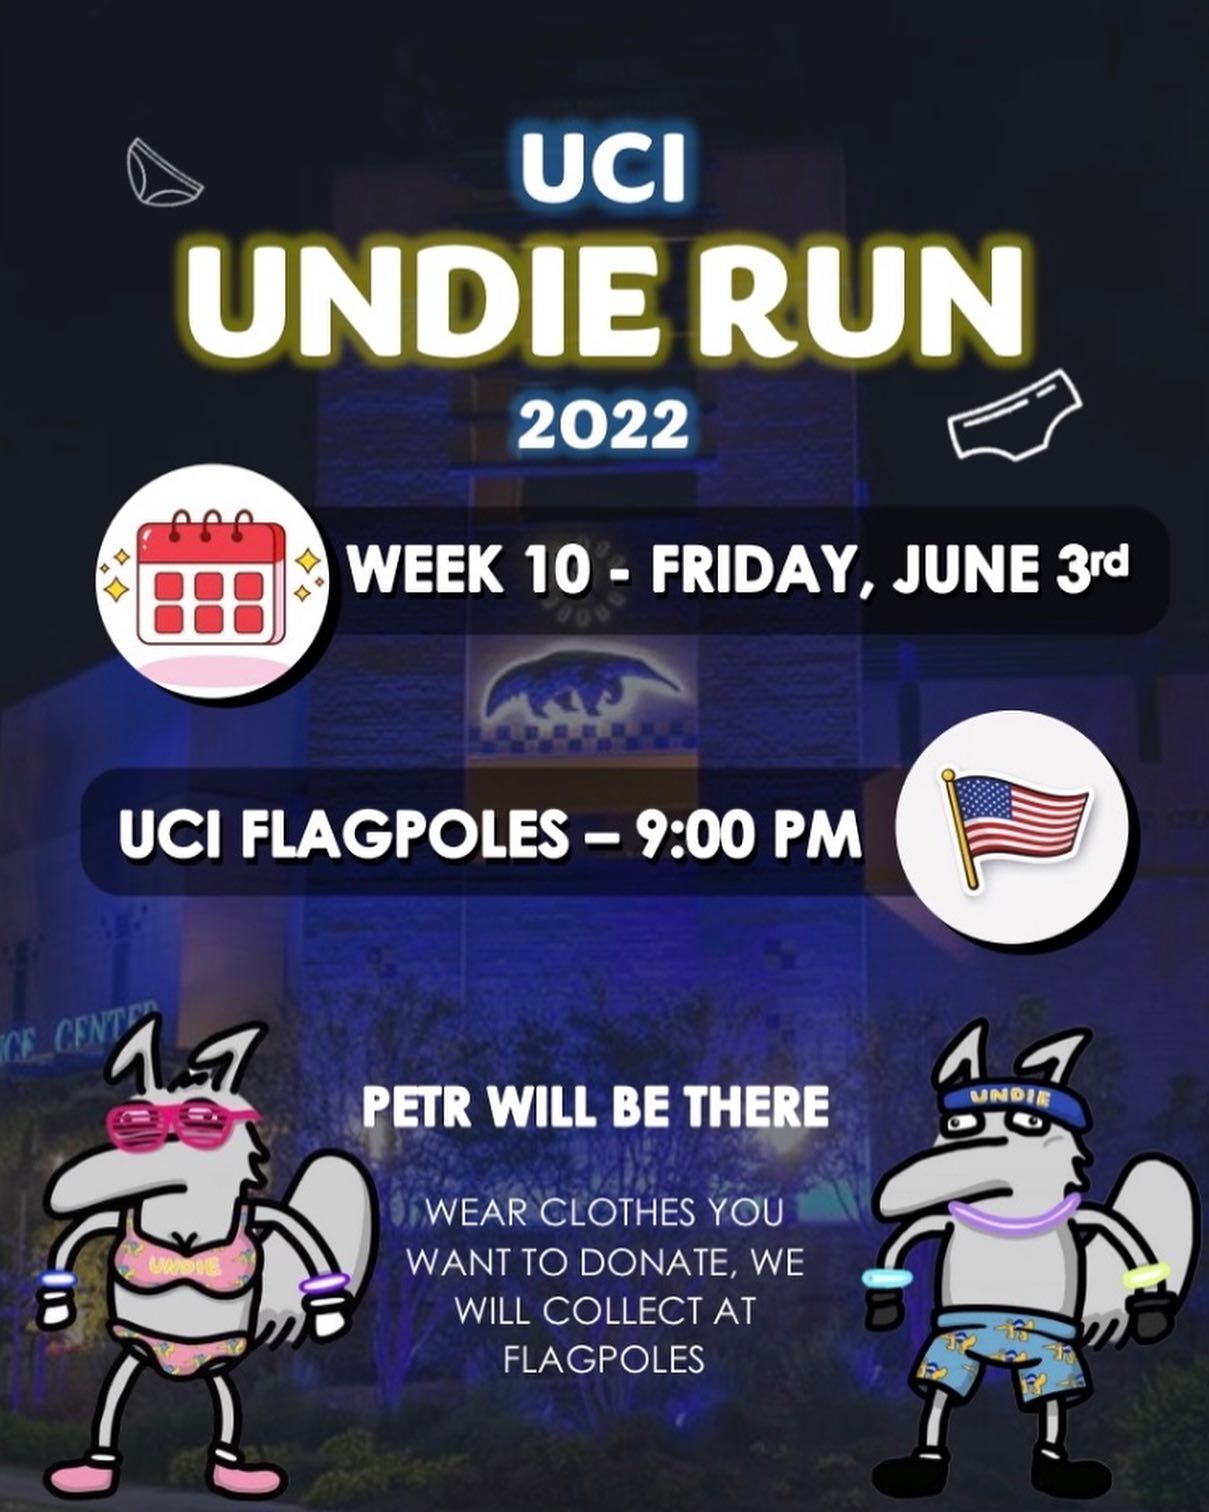 UCI
UNDIE RUN
2022
WEEK 10 - FRIDAY, JUNE 3rd
UCI FLAGPOLES – 9:00 PM
CENTER
PETR WILL BE THERE
WEAR CLOTHES YOU
WANT TO DONATE, WE
WILL COLLECT AT
FLAGPOLES
UNDIE
UNDIE